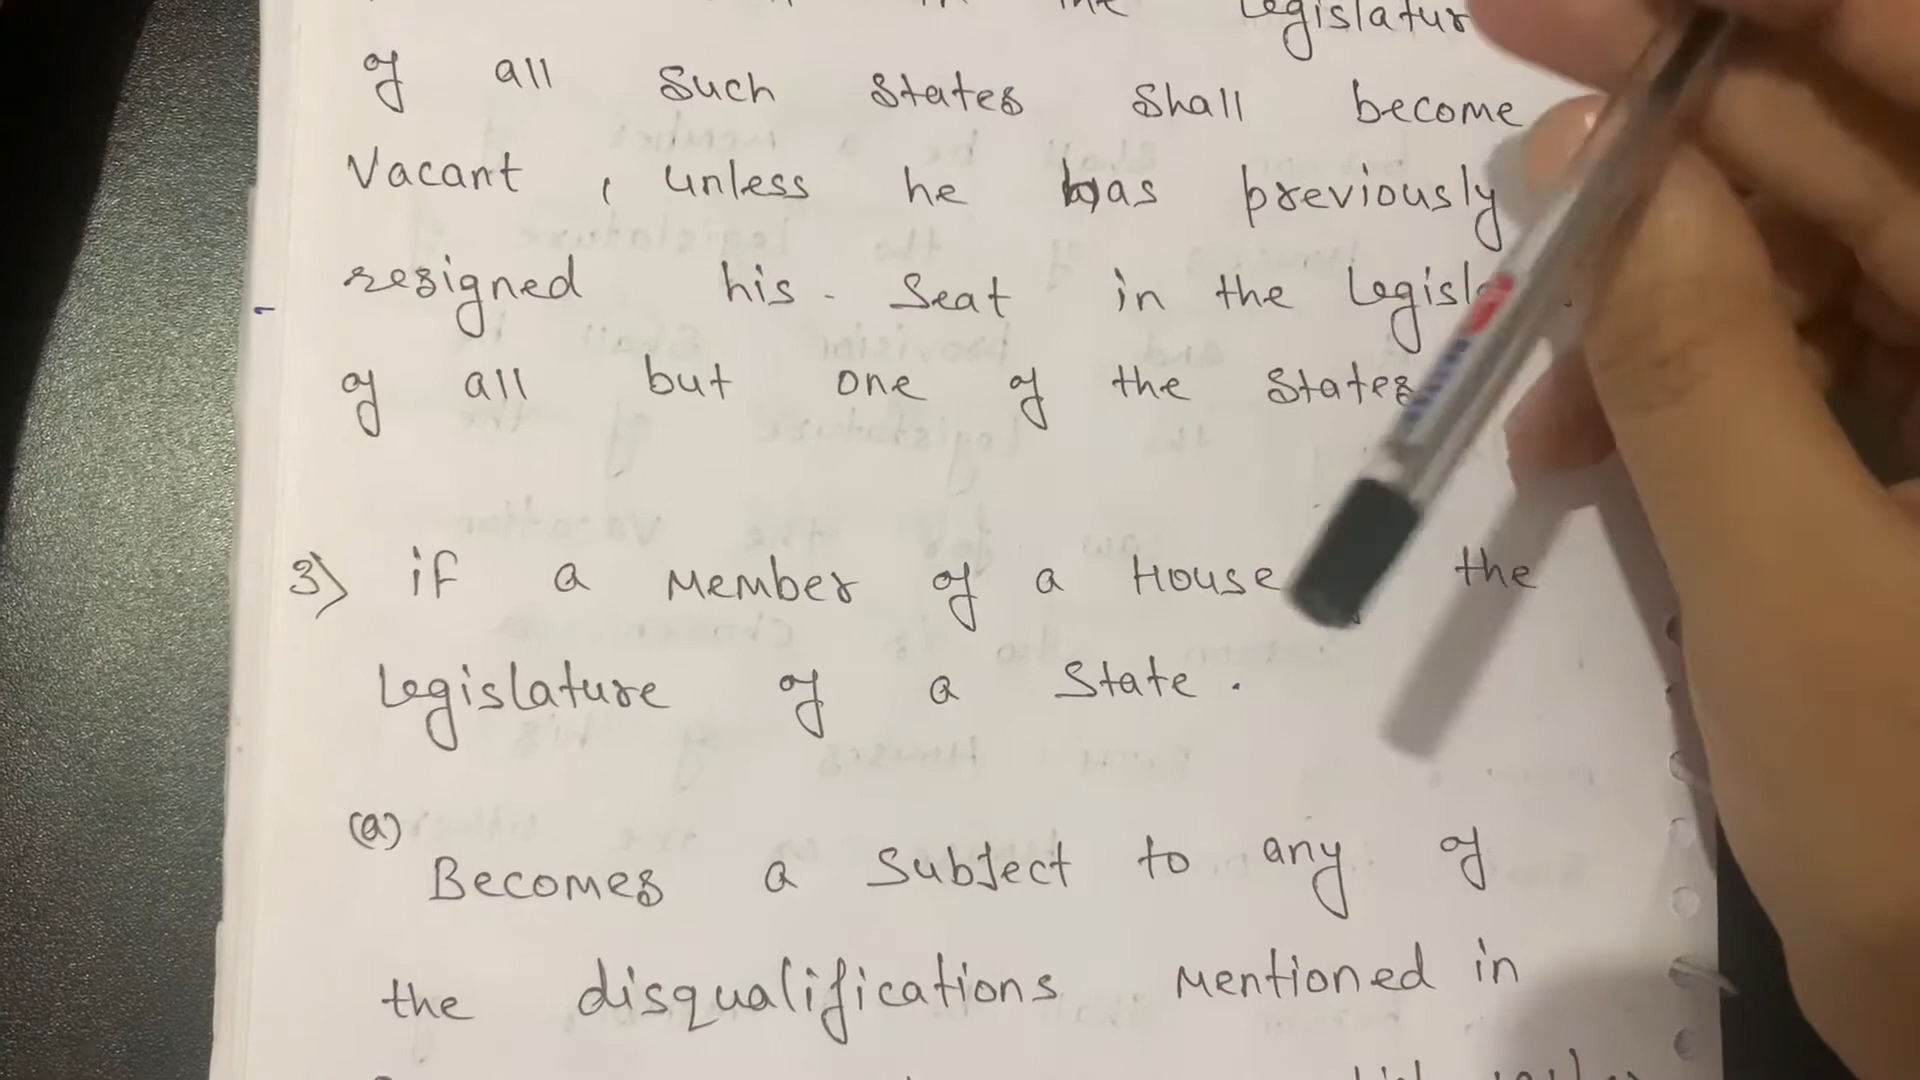 Legislatur
of all such states shall become
Vacant, unless he has previously
resigned his seat in the Legisl
of all but one of the states
3) if a Member of a House the
Legislature of a State.
(a) Becomes a subject to any of
the disqualifications Mentioned in